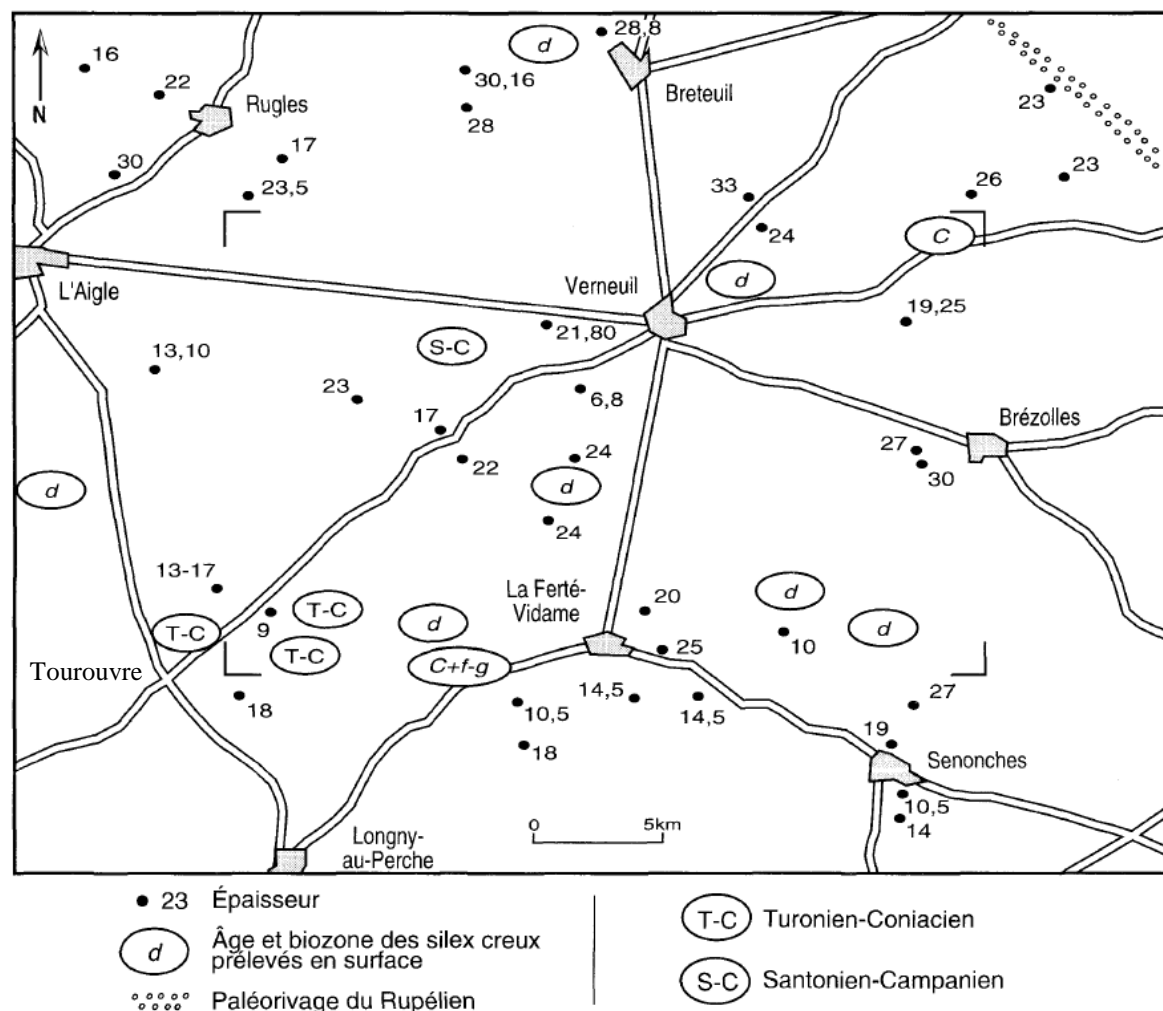 16
22
Rugles
N
30
17
23,5
d
28,8
30,16
28
Breteuil
23
33
24
26
23
C
L'Aigle
Verneuil
d
S-C
21,80
19,25
13,10
23
17
6,8
22
24
d
24
Brézolles
27
30
d
13-17
T-C
9
T-C
T-C
Tourouvre
18
d
C+f-g
La Ferté-
Vidame
20
25
d
10
d
10,5
14,5
14,5
18
27
19
Senonches
10,5
14
0 5km
Longny-
au-Perche
23 Épaisseur
d Âge et biozone des silex creux
prélevés en surface
Paléorivage du Rupélien
T-C Turonien-Coniacien
S-C Santonien-Campanien